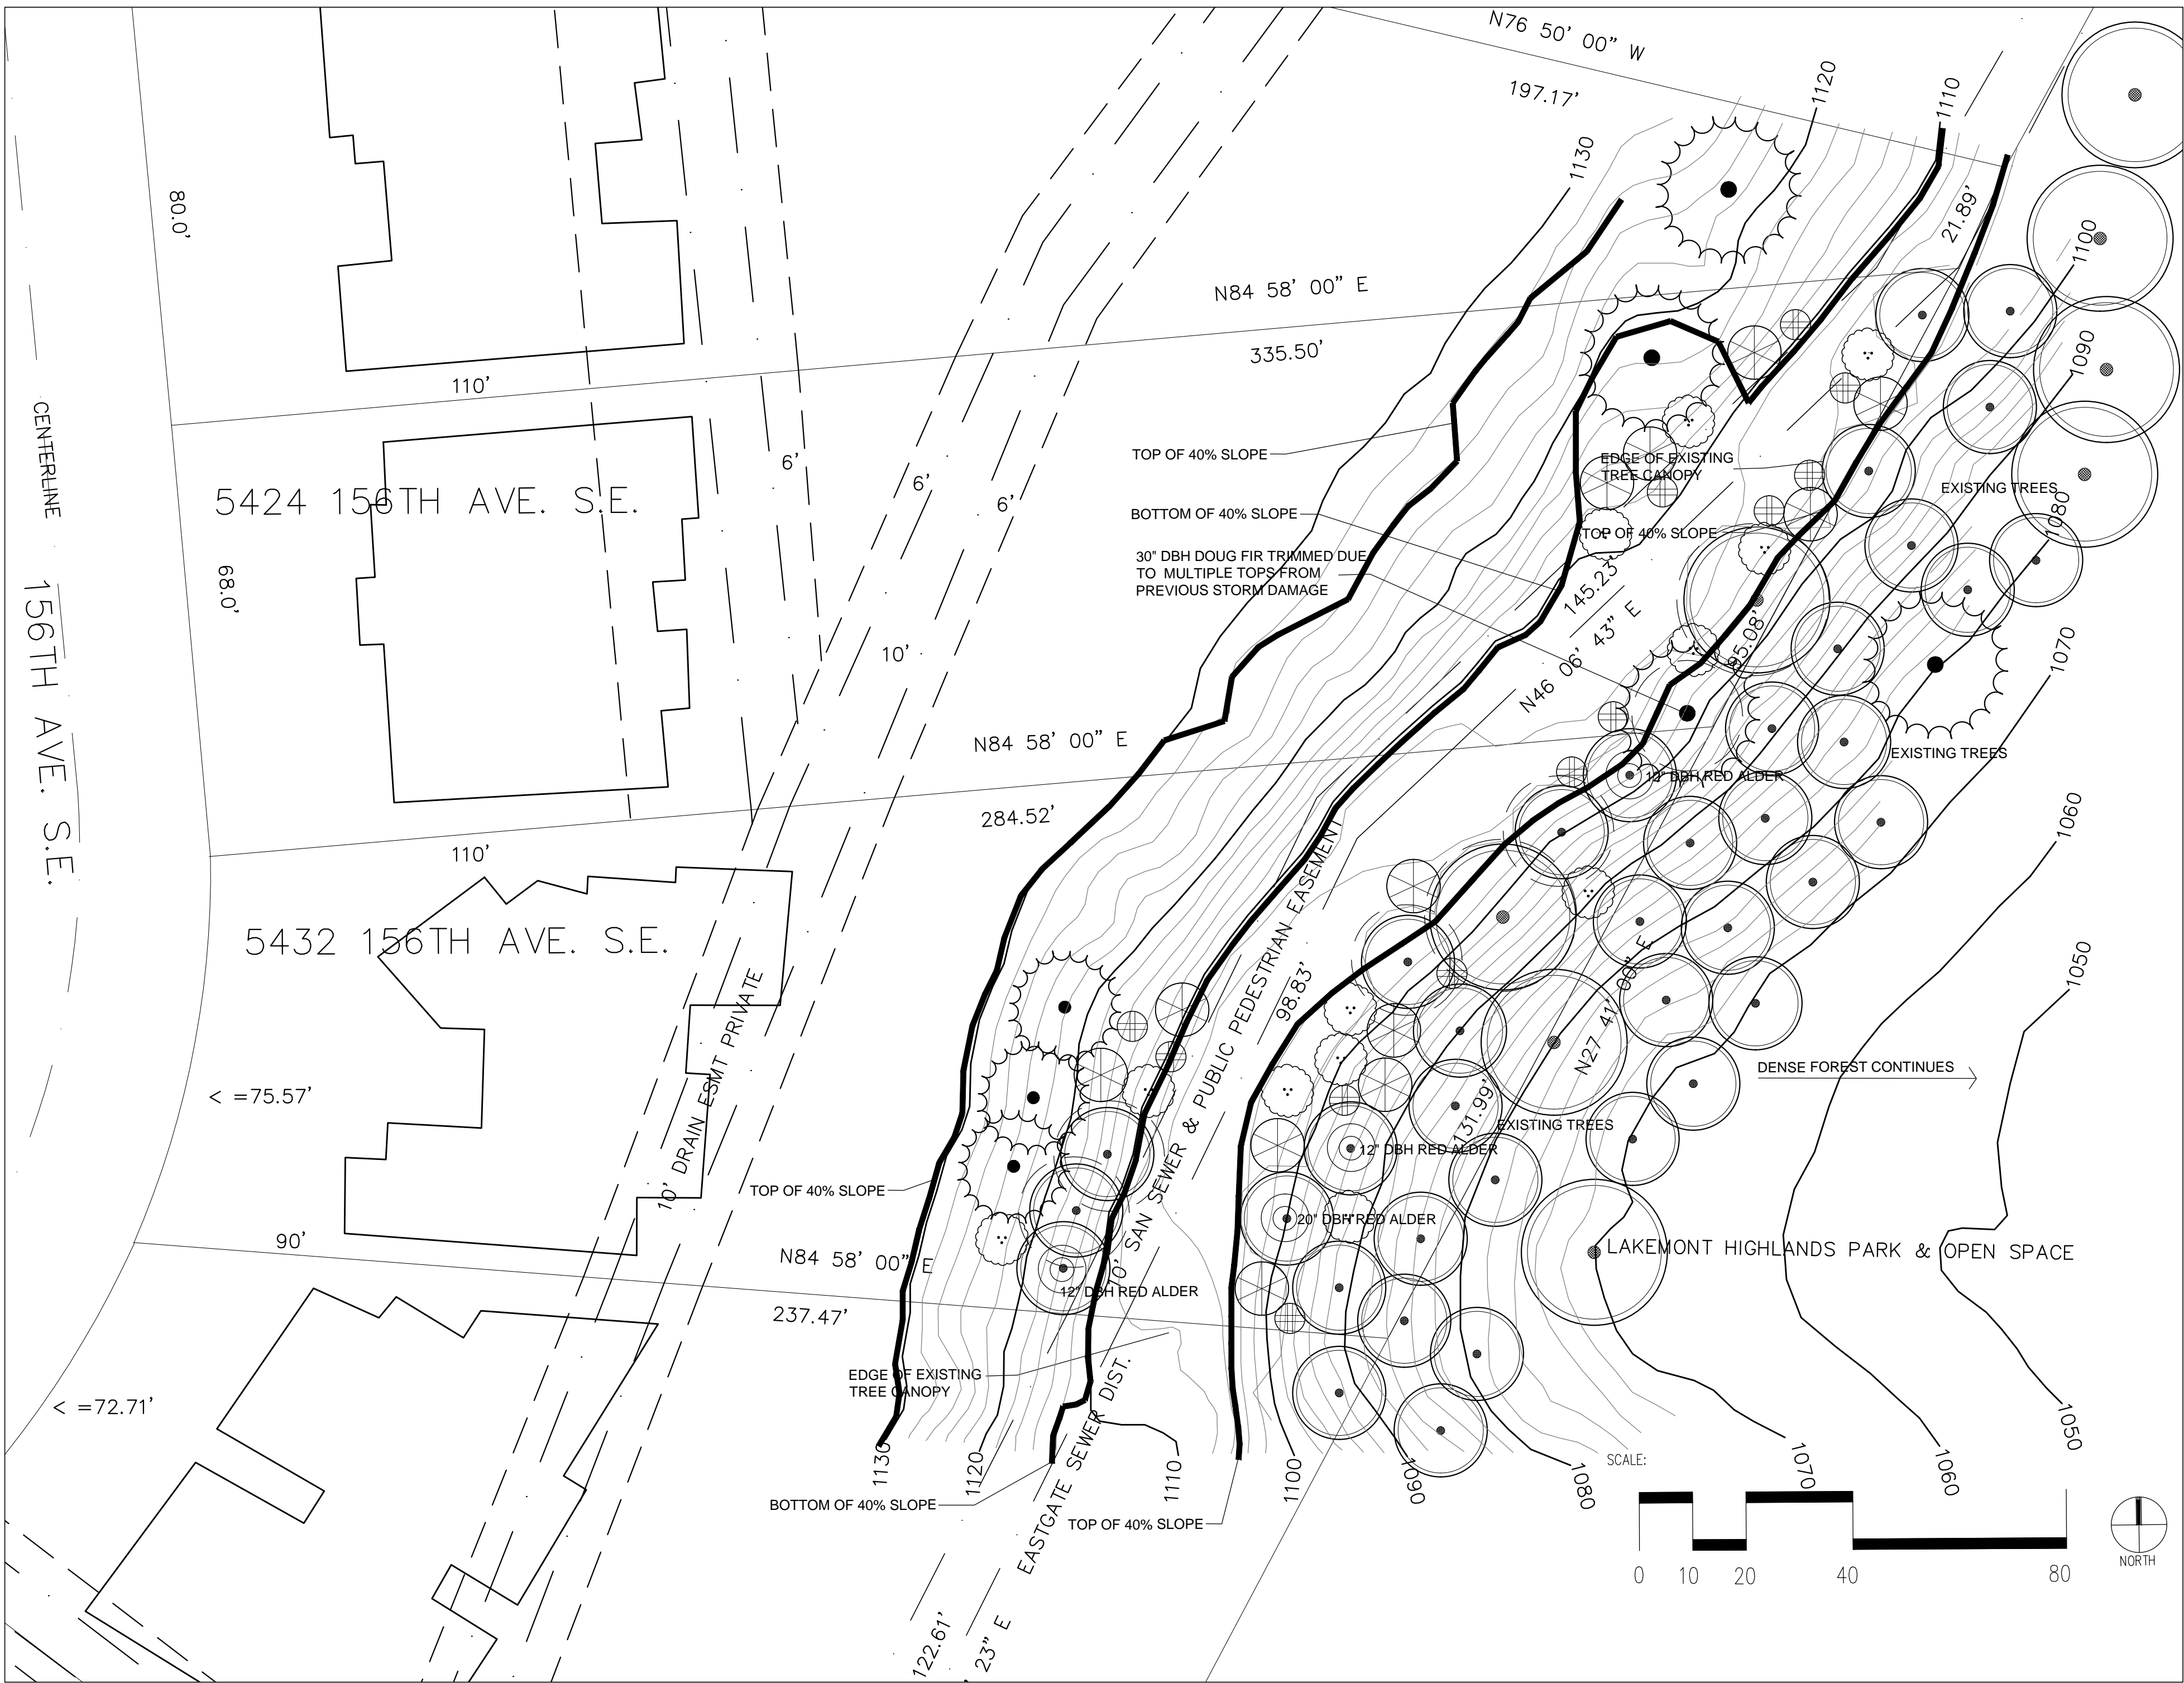 N76 50' 00" W
197.17'
1120
1110
1130
80.0'
21.89'
1100
N84 58' 00" E
335.50'
1090
110'
CENTERLINE
TOP OF 40% SLOPE
EDGE OF EXISTING
TREE CANOPY
6'
6'
6'
5424 156TH AVE. S.E.
EXISTING TREES
1080
BOTTOM OF 40% SLOPE
TOP OF 40% SLOPE
30" DBH DOUG FIR TRIMMED DUE
TO MULTIPLE TOPS FROM
PREVIOUS STORM DAMAGE
68.0'
145.23'
N46 06' 43" E
95.08'
1070
10'
156TH AVE. S.E.
N84 58' 00" E
284.52'
EXISTING TREES
DBH RED ALDER
1060
110'
5432 156TH AVE. S.E.
10' SAN SEWER & PUBLIC PEDESTRIAN EASEMENT
98.83'
N27 41' 00" E
1050
10' DRAIN ESMT PRIVATE
DENSE FOREST CONTINUES
< =75.57'
131.99'
EXISTING TREES
12" DBH RED ALDER
TOP OF 40% SLOPE
20" DBH RED ALDER
90'
N84 58' 00" E
LAKEMONT HIGHLANDS PARK & OPEN SPACE
12" DBH RED ALDER
237.47'
EDGE OF EXISTING
TREE CANOPY
< =72.71'
EASTGATE SEWER DIST.
1130
1120
1110
1100
1090
1080
1070
1060
1050
SCALE:
BOTTOM OF 40% SLOPE
TOP OF 40% SLOPE
0 10 20 40 80
NORTH
122.61'
' 23" E